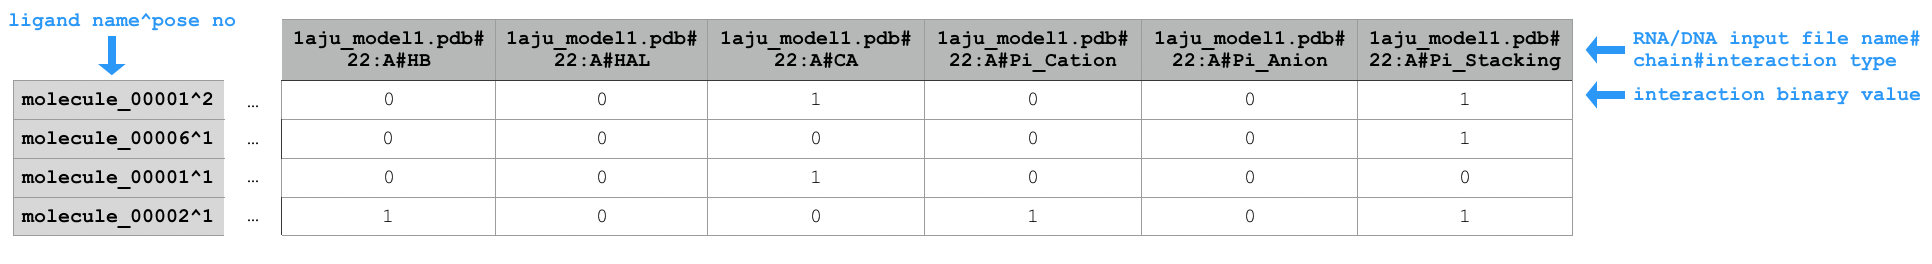 ligand name^pose no
1aju_model1.pdb#
22:A#HB
1aju_model1.pdb#
22:A#HAL
1aju_model1.pdb#
22:A#CA
1aju_model1.pdb#
22:A#Pi_Cation
1aju_model1.pdb#
22:A#Pi_Anion
1aju_model1.pdb#
22:A#Pi_Stacking
RNA/DNA input file name#
chain#interaction type
molecule_00001^2 … 0 0 1 0 0 1
interaction binary value
molecule_00006^1 … 0 0 0 0 0 1
molecule_00001^1 … 0 0 1 0 0 0
molecule_00002^1 … 1 0 0 1 0 1